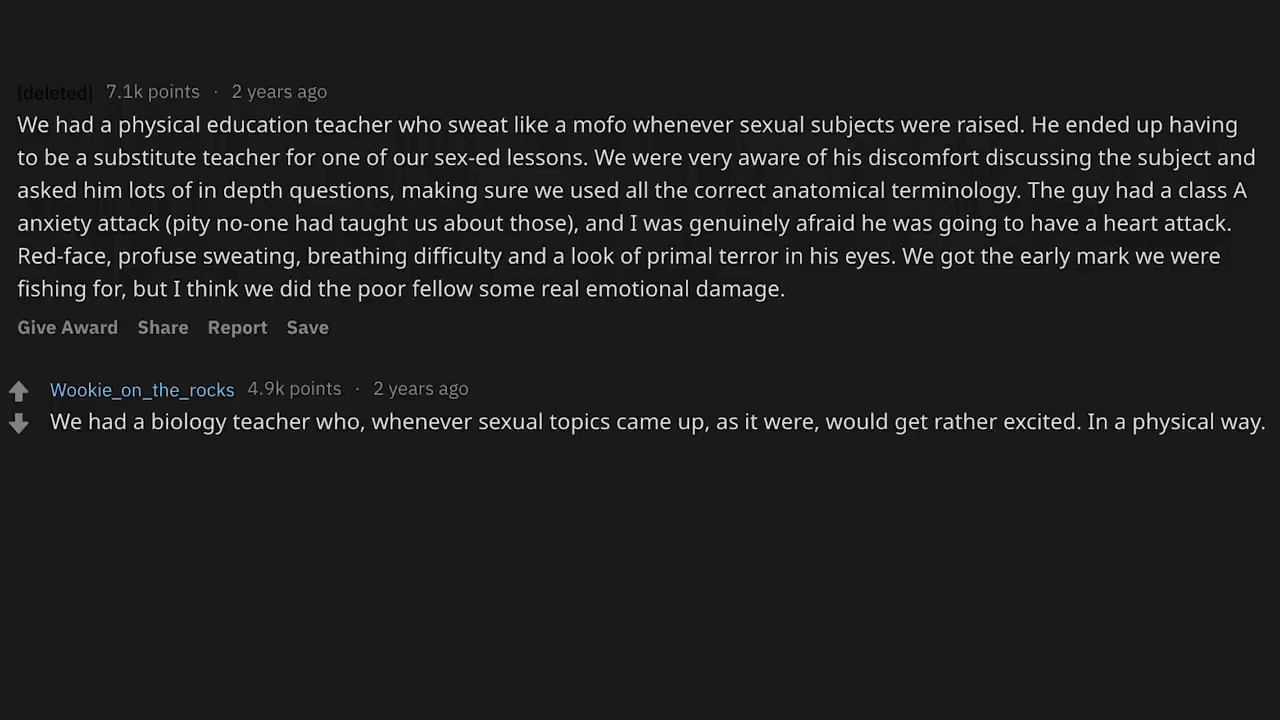 [deleted] 7.1k points · 2 years ago
We had a physical education teacher who sweat like a mofo whenever sexual subjects were raised. He ended up having
to be a substitute teacher for one of our sex-ed lessons. We were very aware of his discomfort discussing the subject and
asked him lots of in depth questions, making sure we used all the correct anatomical terminology. The guy had a class A
anxiety attack (pity no-one had taught us about those), and I was genuinely afraid he was going to have a heart attack.
Red-face, profuse sweating, breathing difficulty and a look of primal terror in his eyes. We got the early mark we were
fishing for, but I think we did the poor fellow some real emotional damage.
Give Award Share Report Save
Wookie_on_the_rocks 4.9k points · 2 years ago
We had a biology teacher who, whenever sexual topics came up, as it were, would get rather excited. In a physical way.